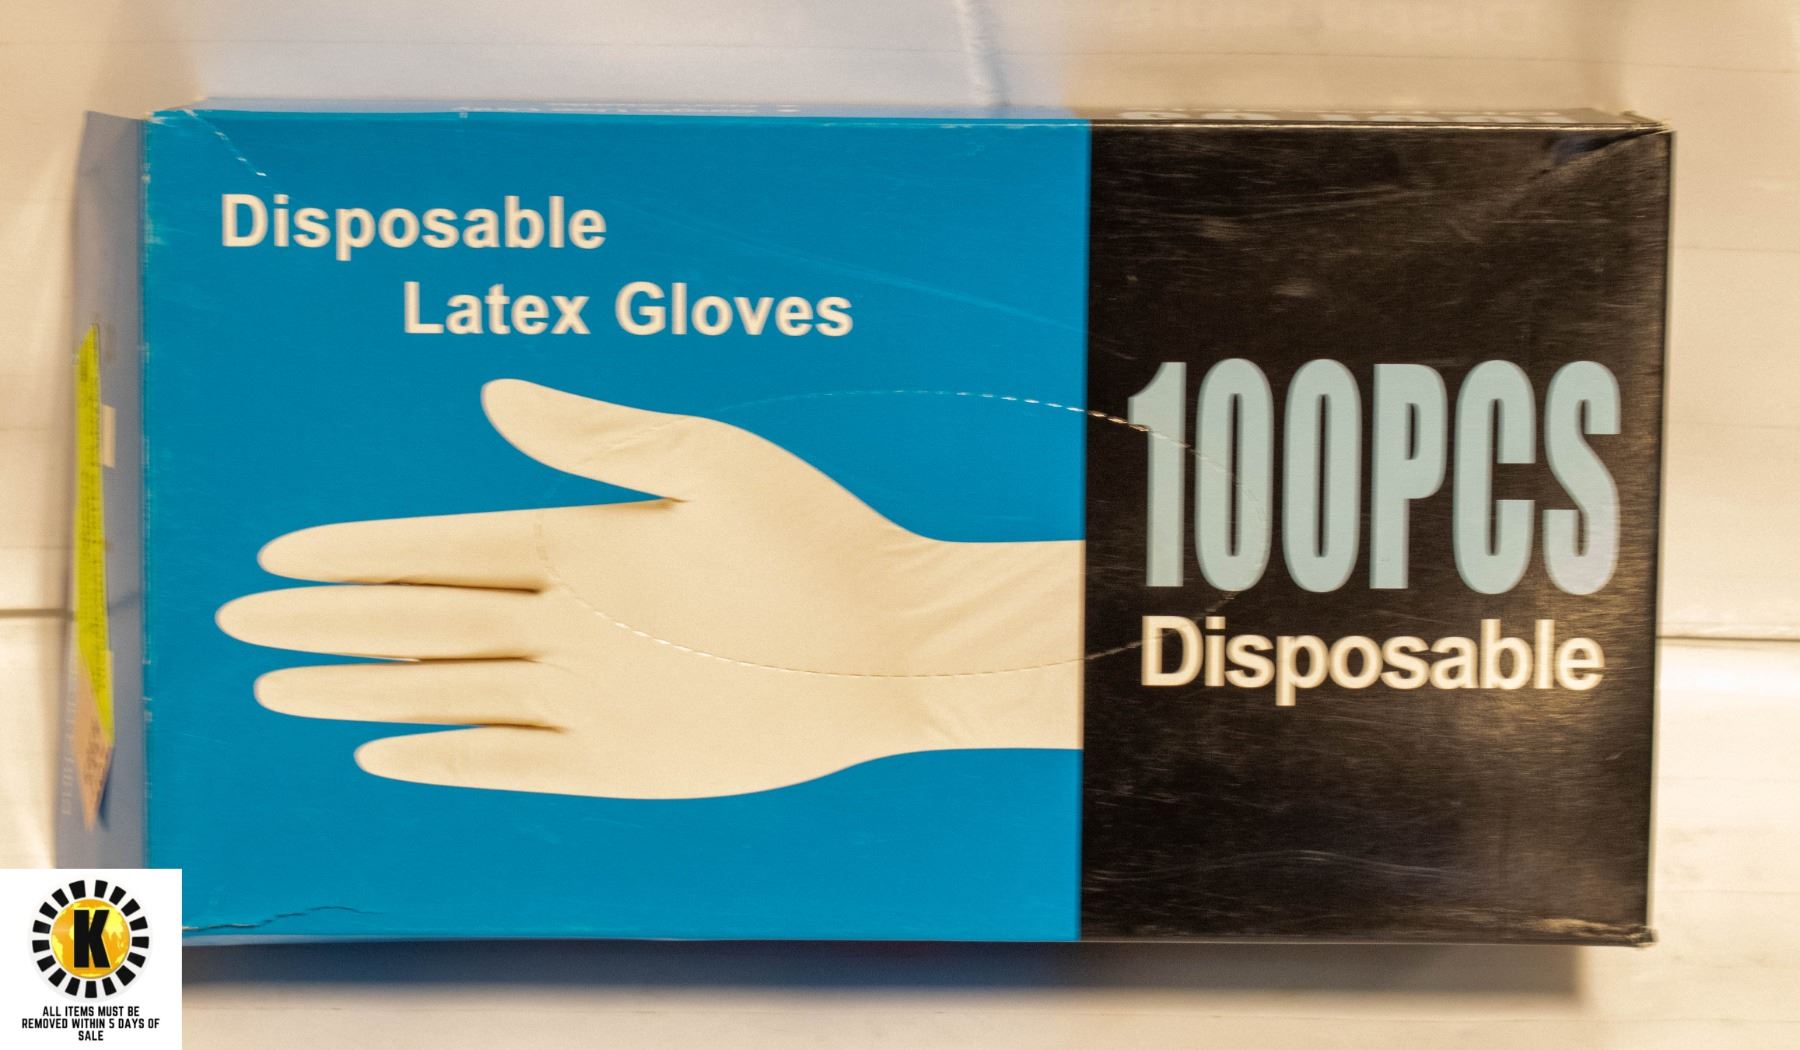 Disposable
Latex Gloves
100PCS
Disposable
K
ALL ITEMS MUST BE
REMOVED WITHIN 5 DAYS OF
SALE